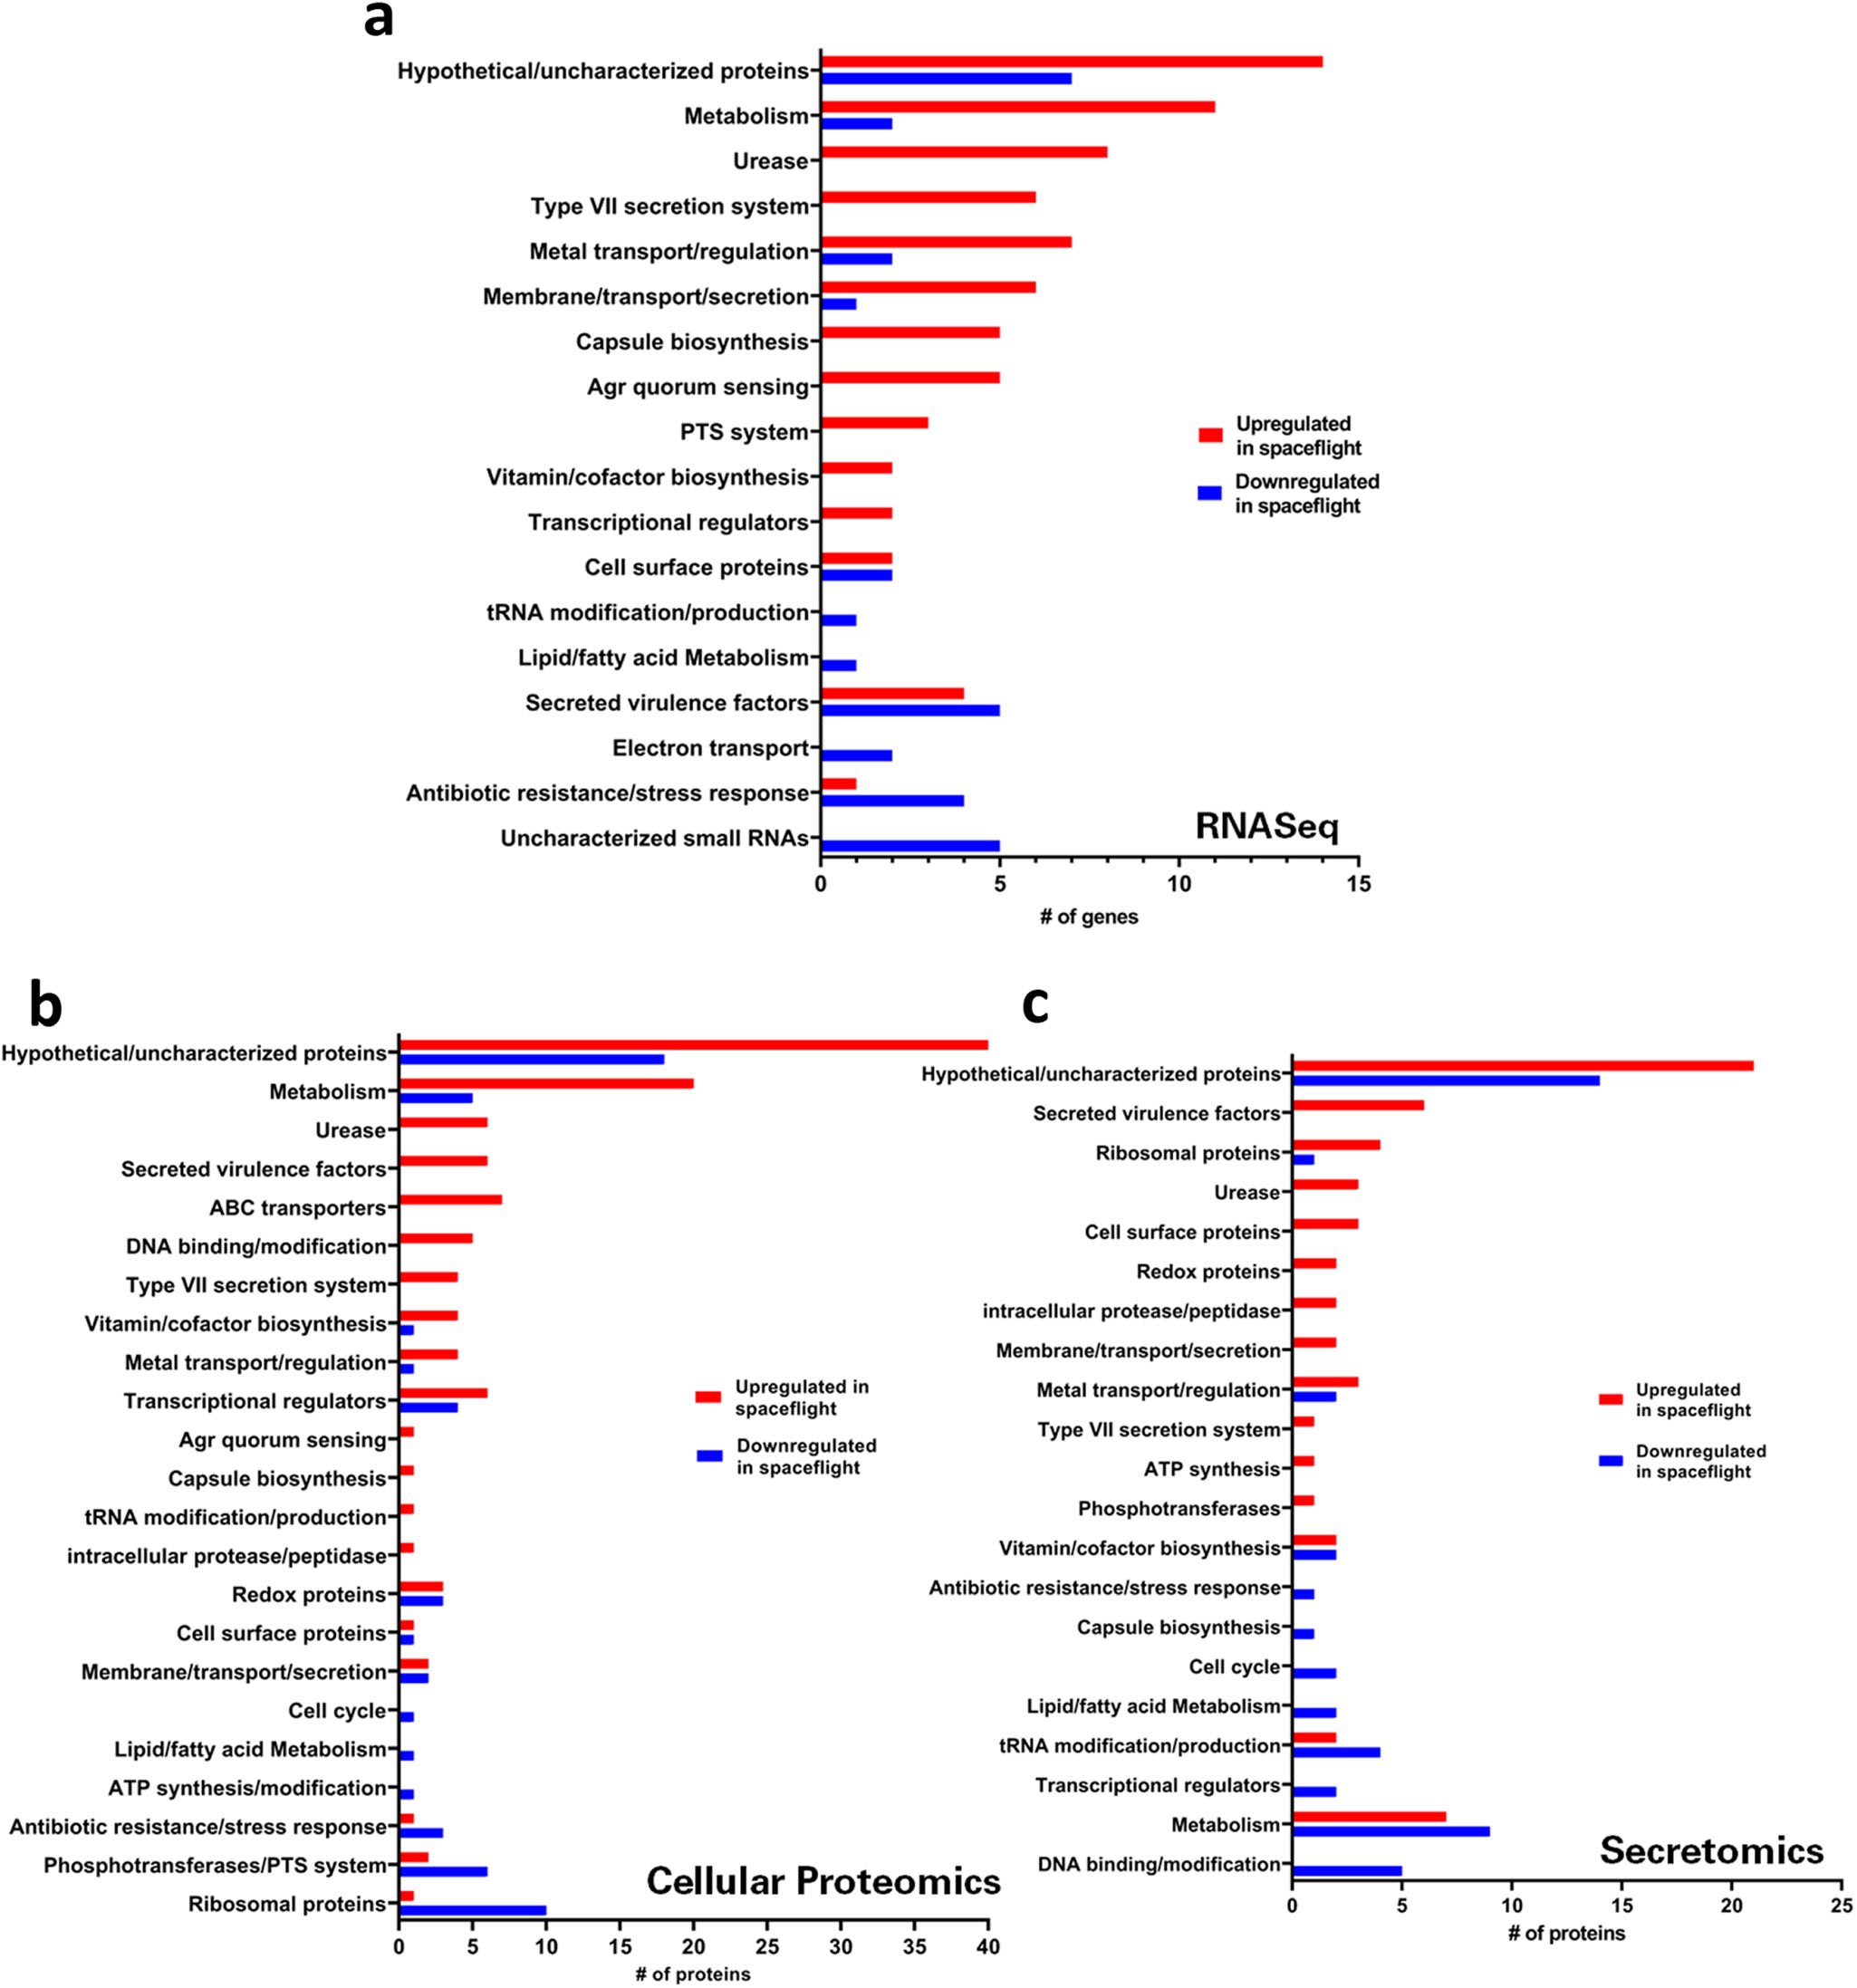 a
Hypothetical/uncharacterized proteins
Metabolism
Urease
Type VII secretion system
Metal transport/regulation
Membrane/transport/secretion
Capsule biosynthesis
Agr quorum sensing
PTS system
Vitamin/cofactor biosynthesis
Transcriptional regulators
Cell surface proteins
tRNA modification/production
Lipid/fatty acid Metabolism
Secreted virulence factors
Electron transport
Antibiotic resistance/stress response
Uncharacterized small RNAs
Upregulated
in spaceflight
Downregulated
in spaceflight
RNASeq
0 5 10 15
# of genes
b
Hypothetical/uncharacterized proteins
Metabolism
Urease
Secreted virulence factors
ABC transporters
DNA binding/modification
Type VII secretion system
Vitamin/cofactor biosynthesis
Metal transport/regulation
Transcriptional regulators
Agr quorum sensing
Capsule biosynthesis
tRNA modification/production
intracellular protease/peptidase
Redox proteins
Cell surface proteins
Membrane/transport/secretion
Cell cycle
Lipid/fatty acid Metabolism
ATP synthesis/modification
Antibiotic resistance/stress response
Phosphotransferases/PTS system
Ribosomal proteins
Upregulated in
spaceflight
Downregulated
in spaceflight
Cellular Proteomics
0 5 10 15 20 25 30 35 40
# of proteins
c
Hypothetical/uncharacterized proteins
Secreted virulence factors
Ribosomal proteins
Urease
Cell surface proteins
Redox proteins
intracellular protease/peptidase
Membrane/transport/secretion
Metal transport/regulation
Type VII secretion system
ATP synthesis
Phosphotransferases
Vitamin/cofactor biosynthesis
Antibiotic resistance/stress response
Capsule biosynthesis
Cell cycle
Lipid/fatty acid Metabolism
tRNA modification/production
Transcriptional regulators
Metabolism
DNA binding/modification
Upregulated
in spaceflight
Downregulated
in spaceflight
Secretomics
0 5 10 15 20 25
# of proteins